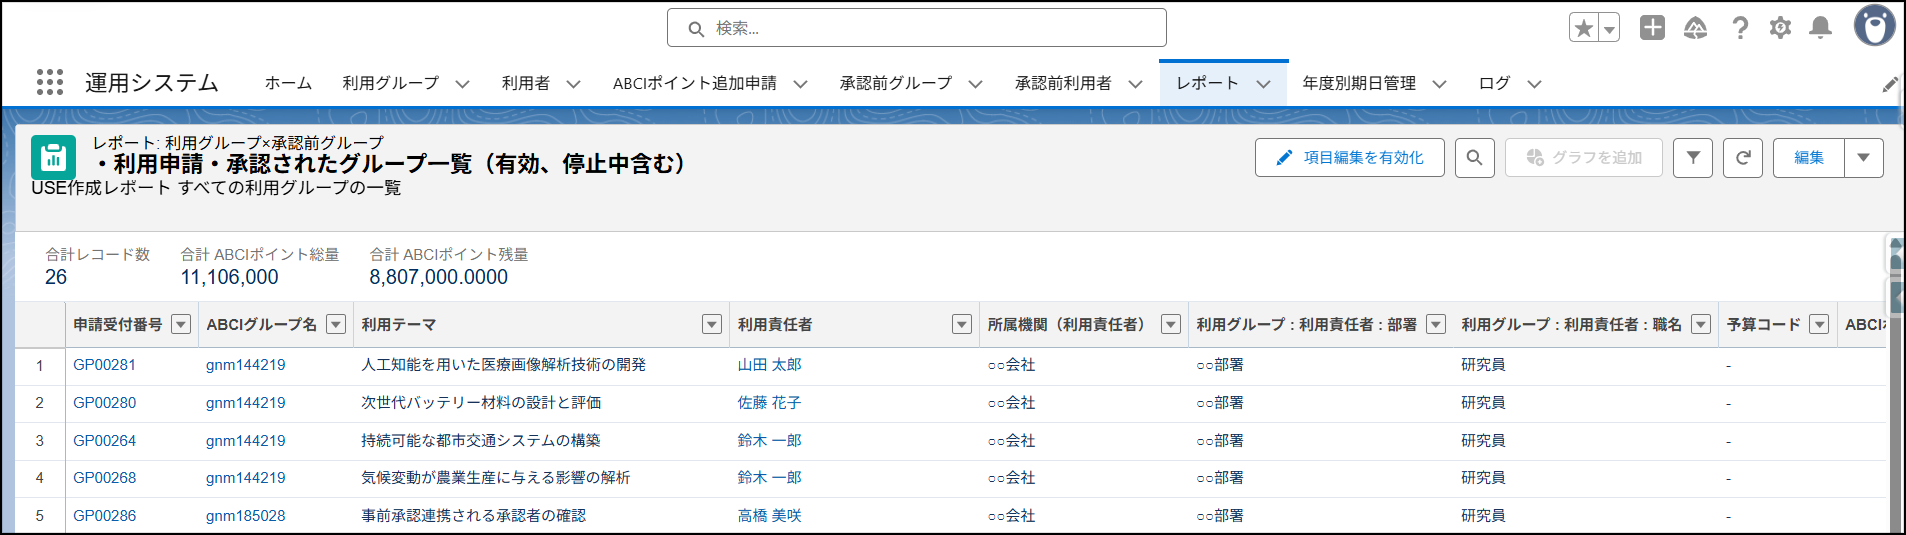 検索...
運用システム ホーム 利用グループ 利用者 ABCIポイント追加申請 承認前グループ 承認前利用者 レポート 年度別期日管理 ログ
レポート: 利用グループ×承認前グループ
・利用申請・承認されたグループ一覧（有効、停止中含む）
USE作成レポート すべての利用グループの一覧
項目編集を有効化 グラフを追加 編集
合計レコード数 合計 ABCIポイント総量 合計 ABCIポイント残量
26 11,106,000 8,807,000.0000
申請受付番号 ABCIグループ名 利用テーマ 利用責任者 所属機関（利用責任者） 利用グループ：利用責任者：部署 利用グループ：利用責任者：職名 予算コード
1 GP00281 gnm144219 人工知能を用いた医療画像解析技術の開発 山田 太郎 ○○会社 ○○部署 研究員 -
2 GP00280 gnm144219 次世代バッテリー材料の設計と評価 佐藤 花子 ○○会社 ○○部署 研究員 -
3 GP00264 gnm144219 持続可能な都市交通システムの構築 鈴木 一郎 ○○会社 ○○部署 研究員 -
4 GP00268 gnm144219 気候変動が農業生産に与える影響の解析 鈴木 一郎 ○○会社 ○○部署 研究員 -
5 GP00286 gnm185028 事前承認連携される承認者の確認 高橋 美咲 ○○会社 ○○部署 研究員 -